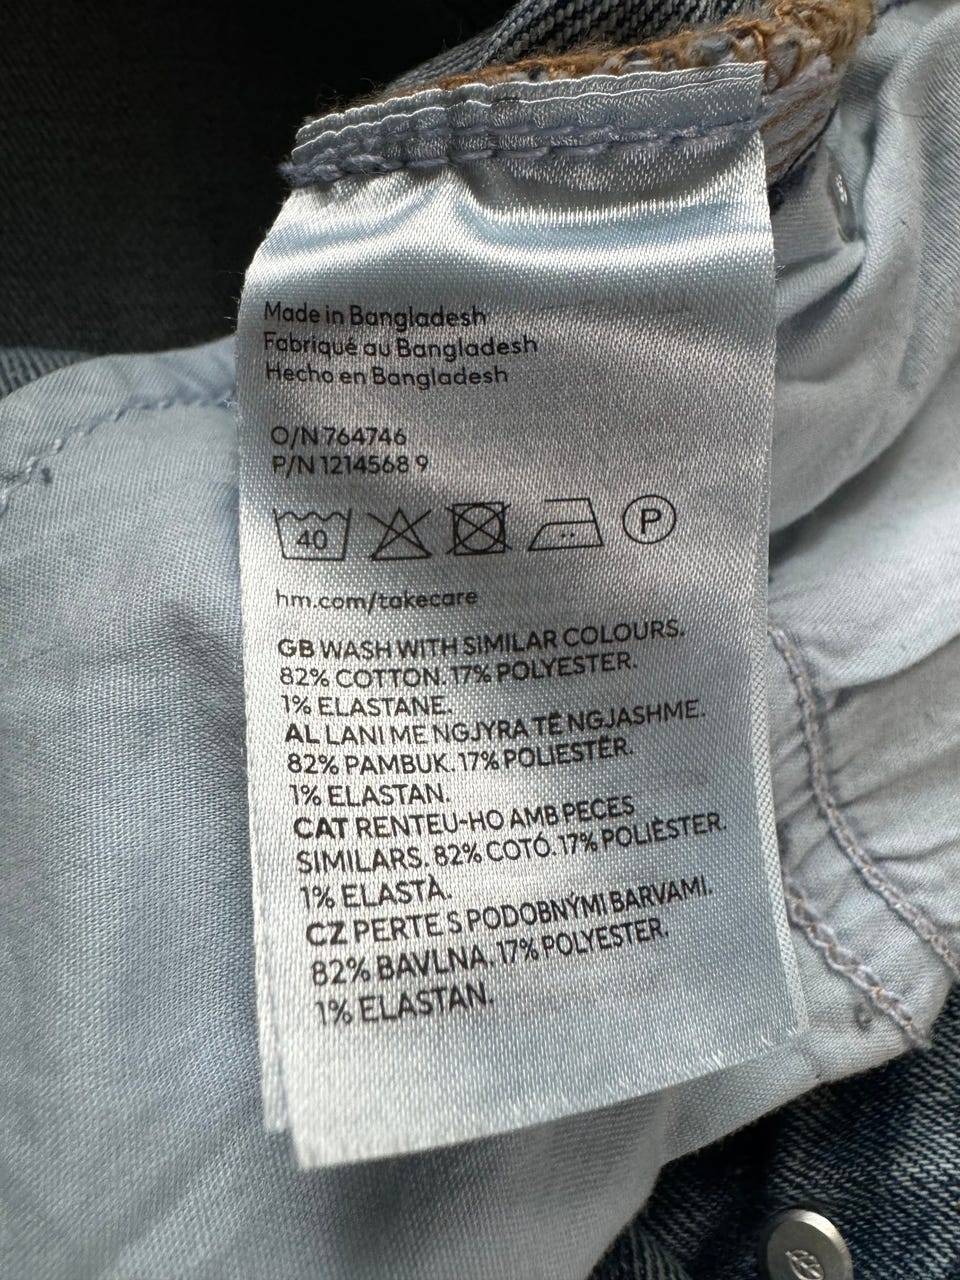 Made in Bangladesh
Fabriqué au Bangladesh
Hecho en Bangladesh
O/N 764746
P/N 1214568 9
40 P
hm.com/takecare
GB WASH WITH SIMILAR COLOURS.
82% COTTON. 17% POLYESTER.
1% ELASTANE.
AL LANI ME NGJYRA TË NGJASHME.
82% PAMBUK. 17% POLIESTËR.
1% ELASTAN.
CAT RENTEU-HO AMB PECES
SIMILARS. 82% COTÓ. 17% POLIÈSTER.
1% ELASTÀ.
CZ PERTE S PODOBNÝMI BARVAMI.
82% BAVLNA. 17% POLYESTER.
1% ELASTAN.